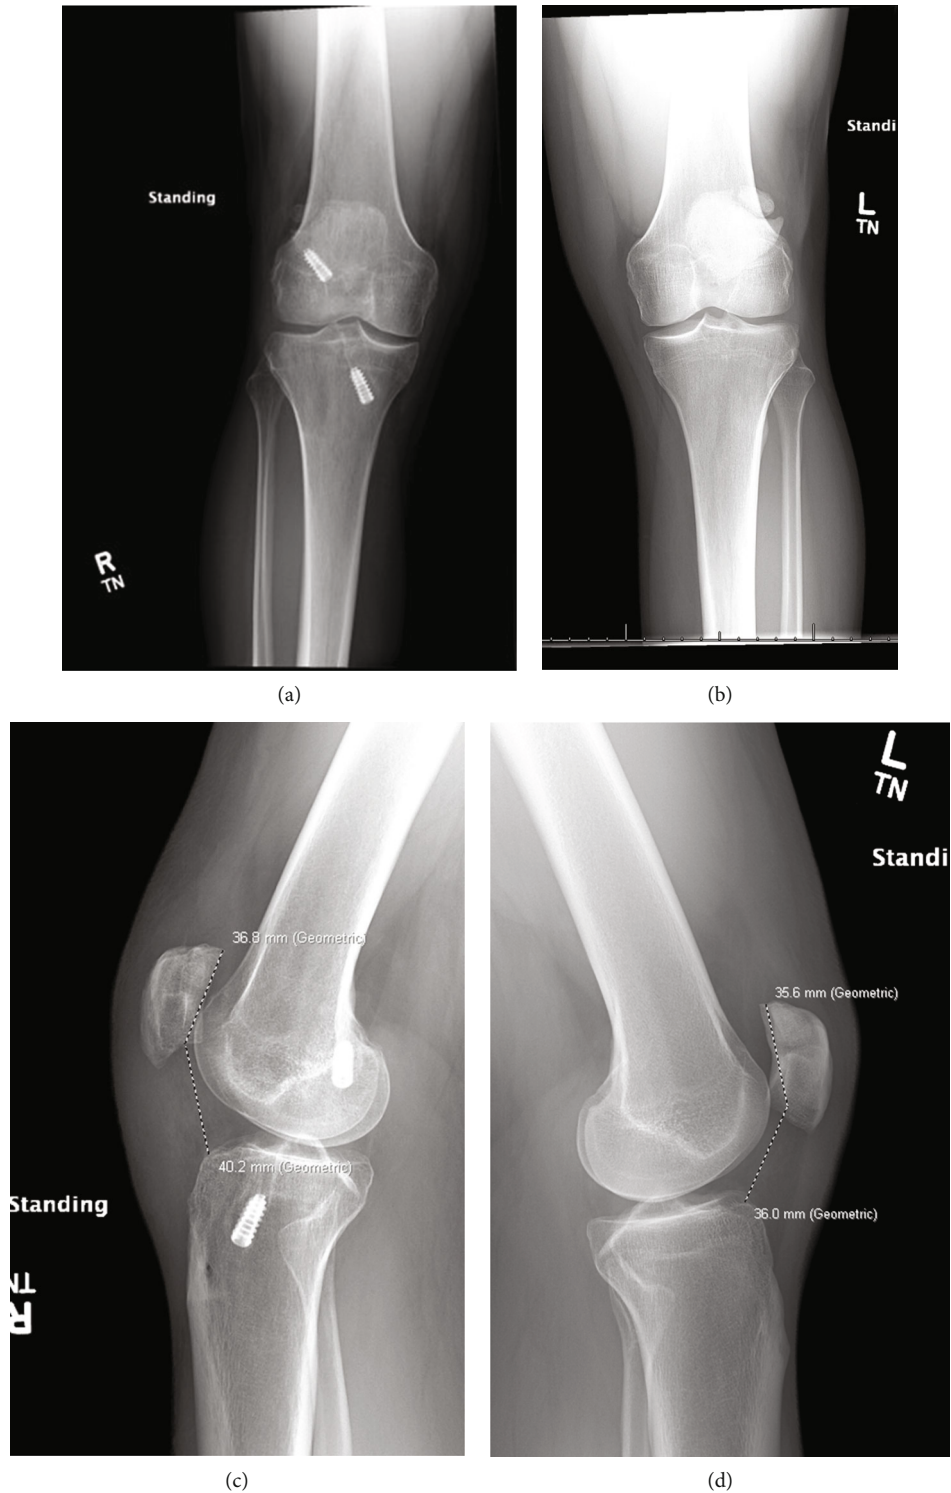 Standing
R
TN
(a)
Standi
L
TN
(b)
36.8 mm (Geometric)
40.2 mm (Geometric)
Standing
TN
R
(c)
L
TN
Standi
35.6 mm (Geometric)
36.0 mm (Geometric)
(d)